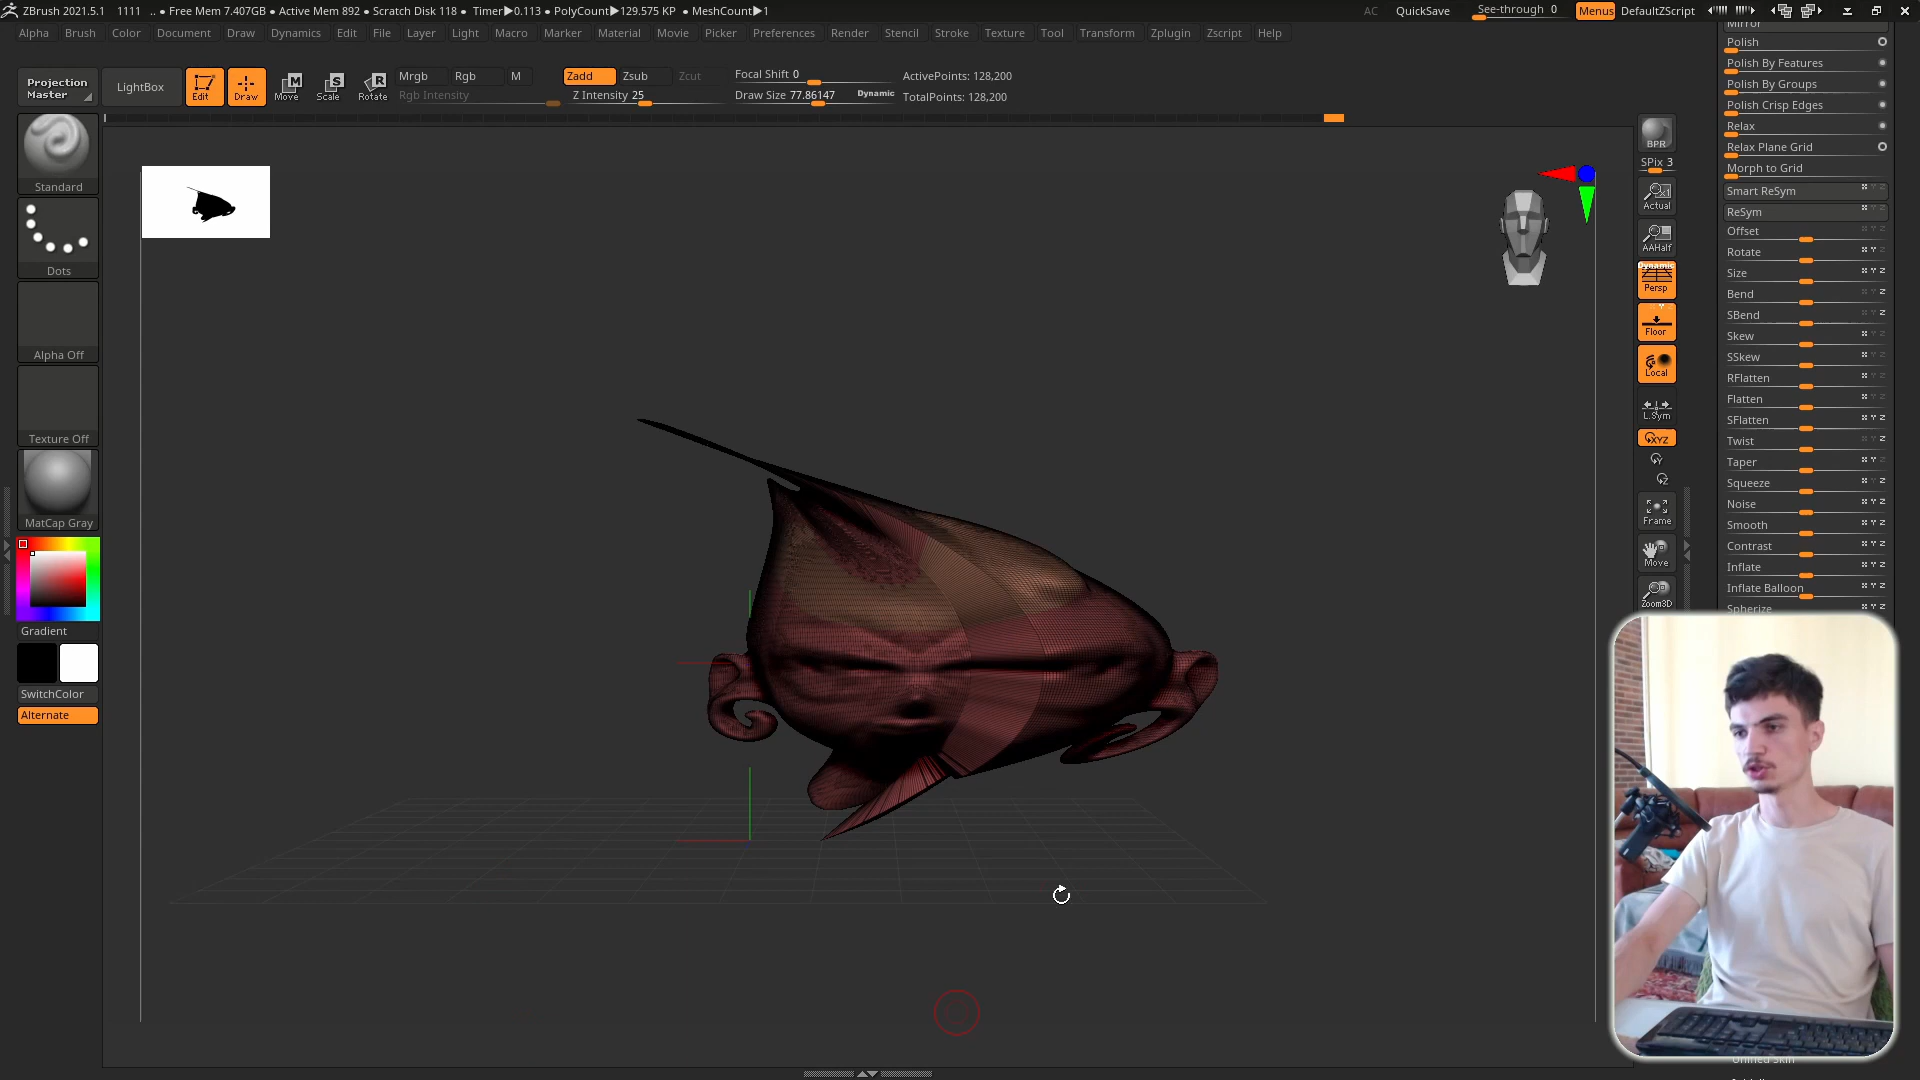 ZBrush 2021.5.1 1111 .. • Free Mem 7.407GB • Active Mem 892 • Scratch Disk 118 • Timer▶0.113 • PolyCount▶129.575 KP • MeshCount▶1 AC QuickSave See-through 0 Menus DefaultZScript
Alpha Brush Color Document Draw Dynamics Edit File Layer Light Macro Marker Material Movie Picker Preferences Render Stencil Stroke Texture Tool Transform Zplugin Zscript Help
Projection
Master
LightBox
Edit
Draw
Move
Scale
Rotate
Mrgb Rgb M
Rgb Intensity
Zadd Zsub Zcut
Z Intensity 25
Focal Shift 0
Draw Size 77.86147 Dynamic
ActivePoints: 128,200
TotalPoints: 128,200
Standard
Dots
Alpha Off
Texture Off
MatCap Gray
Gradient
SwitchColor
Alternate
BPR
SPix 3
Actual
AAHalf
Dynamic
Persp
Floor
Local
L.Sym
XYZ
Frame
Move
Zoom3D
Mirror
Polish
Polish By Features
Polish By Groups
Polish Crisp Edges
Relax
Relax Plane Grid
Morph to Grid
Smart ReSym
ReSym
Offset
Rotate
Size
Bend
SBend
Skew
SSkew
RFlatten
Flatten
SFlatten
Twist
Taper
Squeeze
Noise
Smooth
Contrast
Inflate
Inflate Balloon
Spherize
Unified Skin